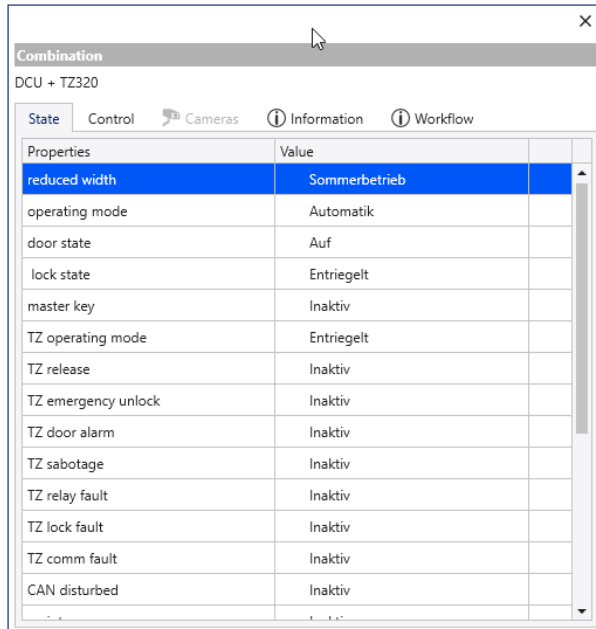 Combination
DCU + TZ320
State Control Cameras Information Workflow
Properties Value
reduced width Sommerbetrieb
operating mode Automatik
door state Auf
lock state Entriegelt
master key Inaktiv
TZ operating mode Entriegelt
TZ release Inaktiv
TZ emergency unlock Inaktiv
TZ door alarm Inaktiv
TZ sabotage Inaktiv
TZ relay fault Inaktiv
TZ lock fault Inaktiv
TZ comm fault Inaktiv
CAN disturbed Inaktiv